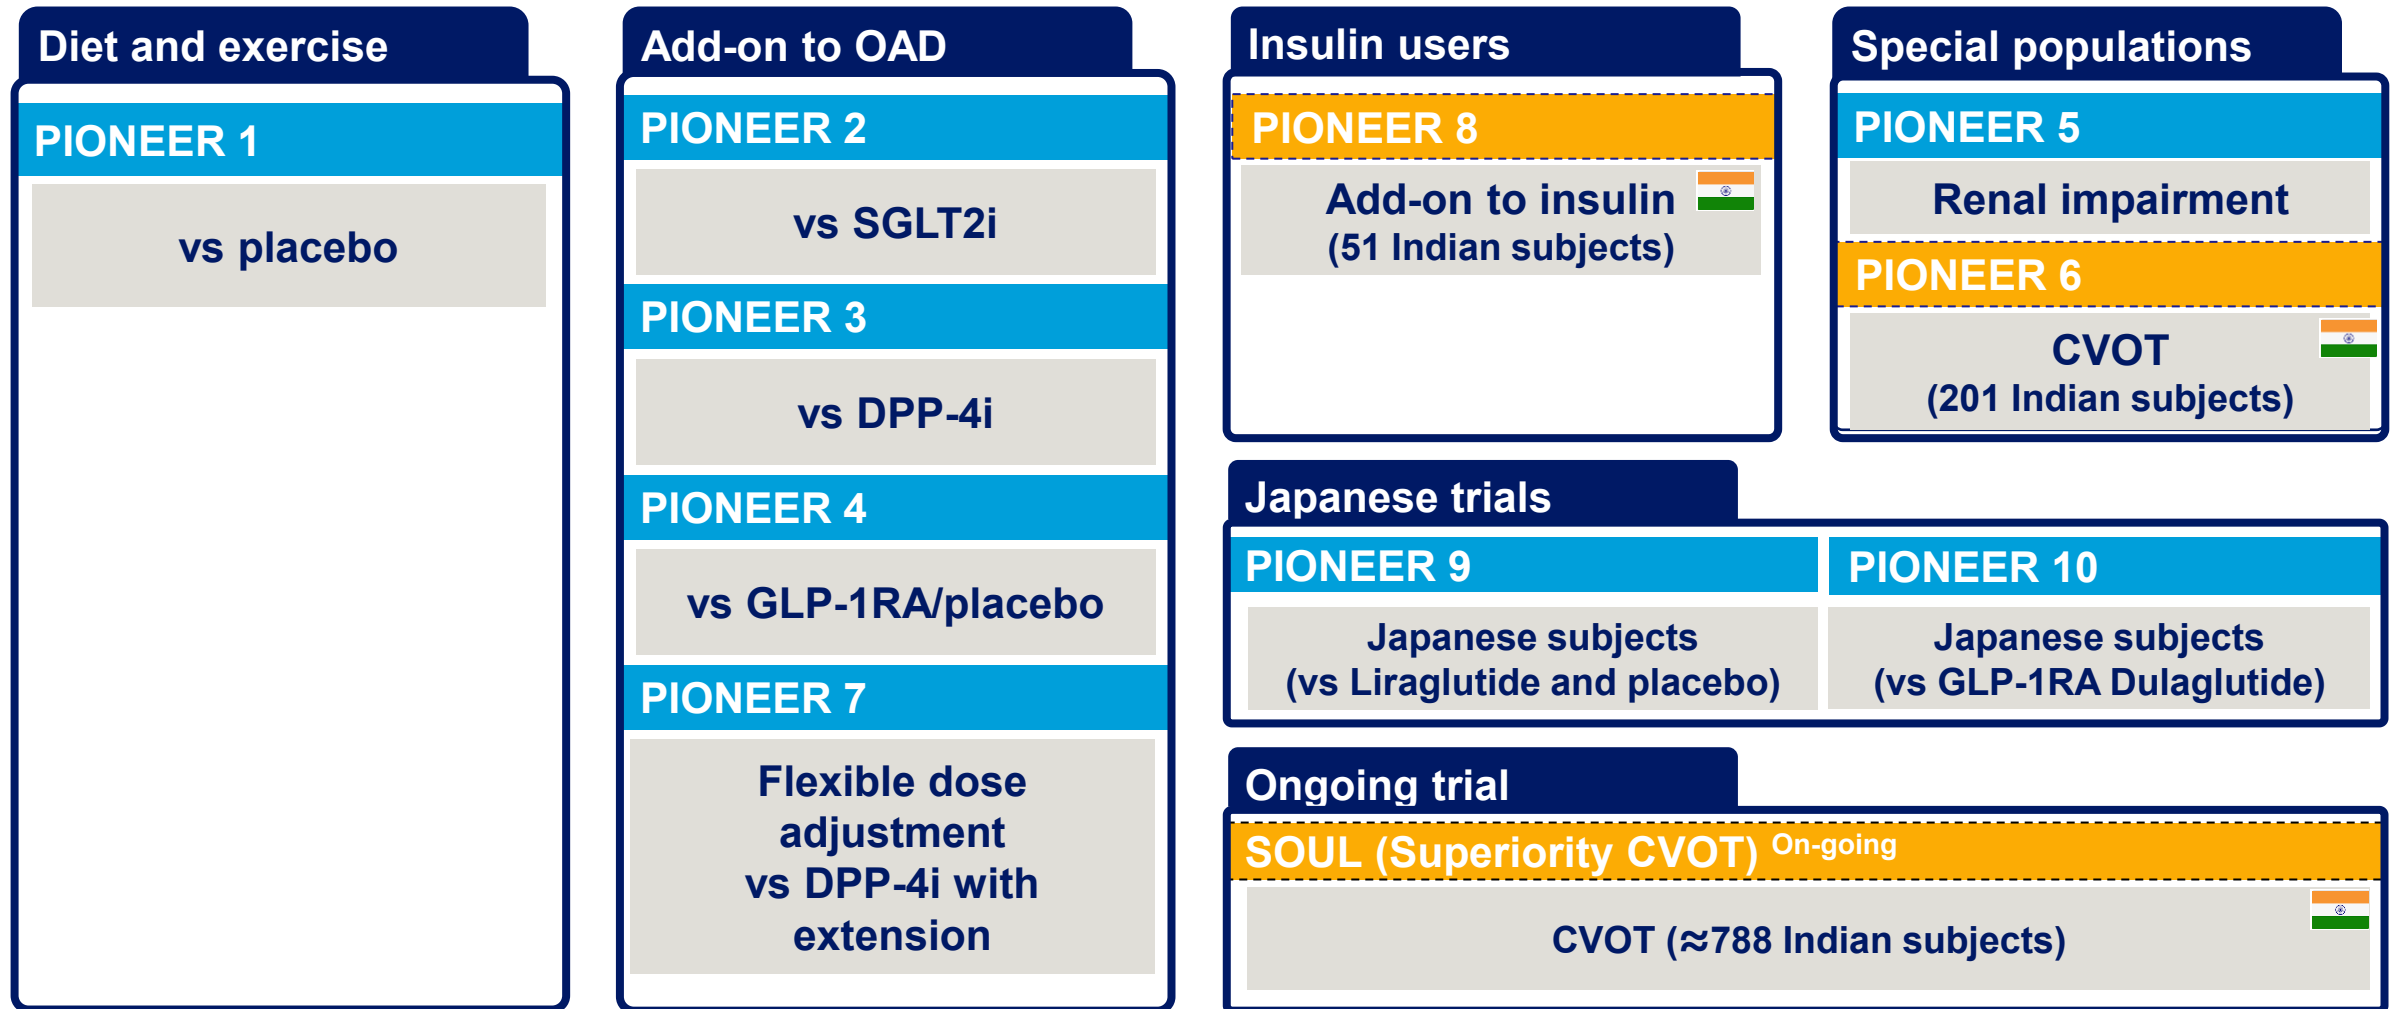 Diet and exercise
PIONEER 1
vs placebo
Add-on to OAD
PIONEER 2
vs SGLT2i
PIONEER 3
vs DPP-4i
PIONEER 4
vs GLP-1RA/placebo
PIONEER 7
Flexible dose
adjustment
vs DPP-4i with
extension
Insulin users
PIONEER 8
Add-on to insulin
(51 Indian subjects)
Special populations
PIONEER 5
Renal impairment
PIONEER 6
CVOT
(201 Indian subjects)
Japanese trials
PIONEER 9
Japanese subjects
(vs Liraglutide and placebo)
PIONEER 10
Japanese subjects
(vs GLP-1RA Dulaglutide)
Ongoing trial
SOUL (Superiority CVOT) On-going
CVOT (≈788 Indian subjects)